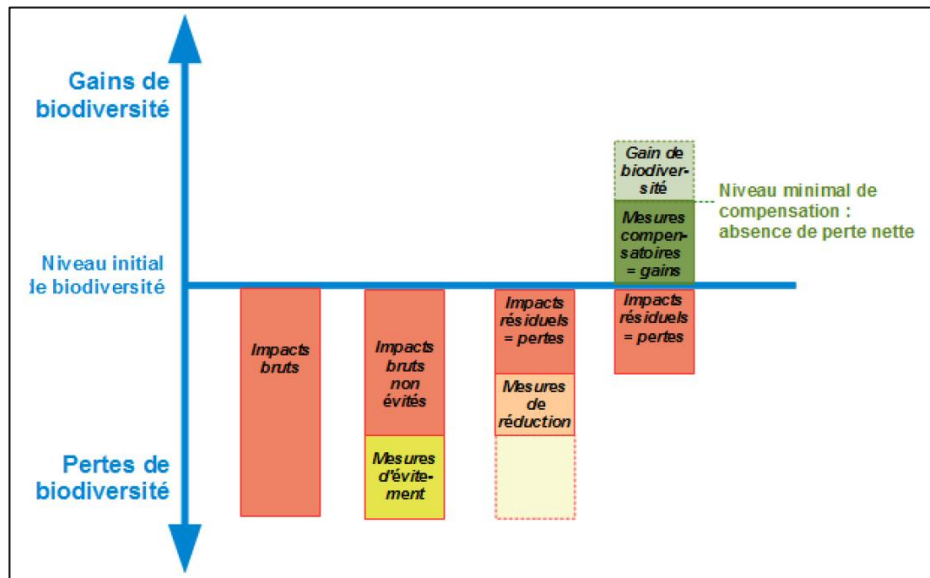 Gains de
biodiversité
Gain de
biodiver-
sité
Niveau minimal de
compensation :
absence de perte nette
Mesures
compen-
satoires
= gains
Niveau initial
de biodiversité
Impacts
bruts
Impacts
bruts
non
évités
Impacts
résiduels
= pertes
Impacts
résiduels
= pertes
Mesures
de
réduction
Mesures
d'évite-
ment
Pertes de
biodiversité